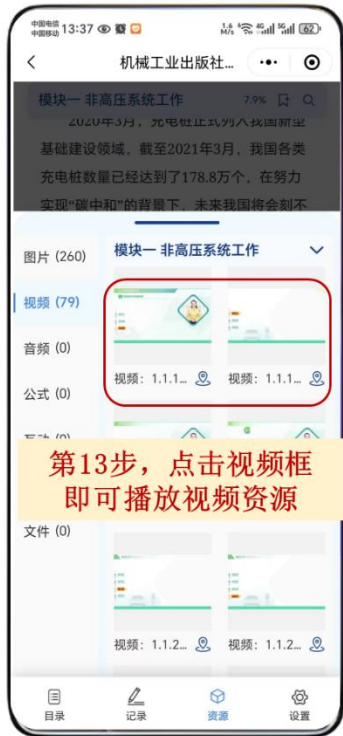 中国电信
中国移动 13:37
1.6 M/s 4G 5G 62
机械工业出版社...
模块一 非高压系统工作 7.9%
2020年3月，充电桩正式列入我国新型
基础建设领域，截至2021年3月，我国各类
充电桩数量已经达到了178.8万个，在努力
实现“碳中和”的背景下，未来我国将会刻不
图片 (260)
模块一 非高压系统工作
视频 (79)
音频 (0)
视频：1.1.1... 视频：1.1.1...
公式 (0)
第13步，点击视频框
即可播放视频资源
文件 (0)
视频：1.1.2... 视频：1.1.2...
目录 记录 资源 设置